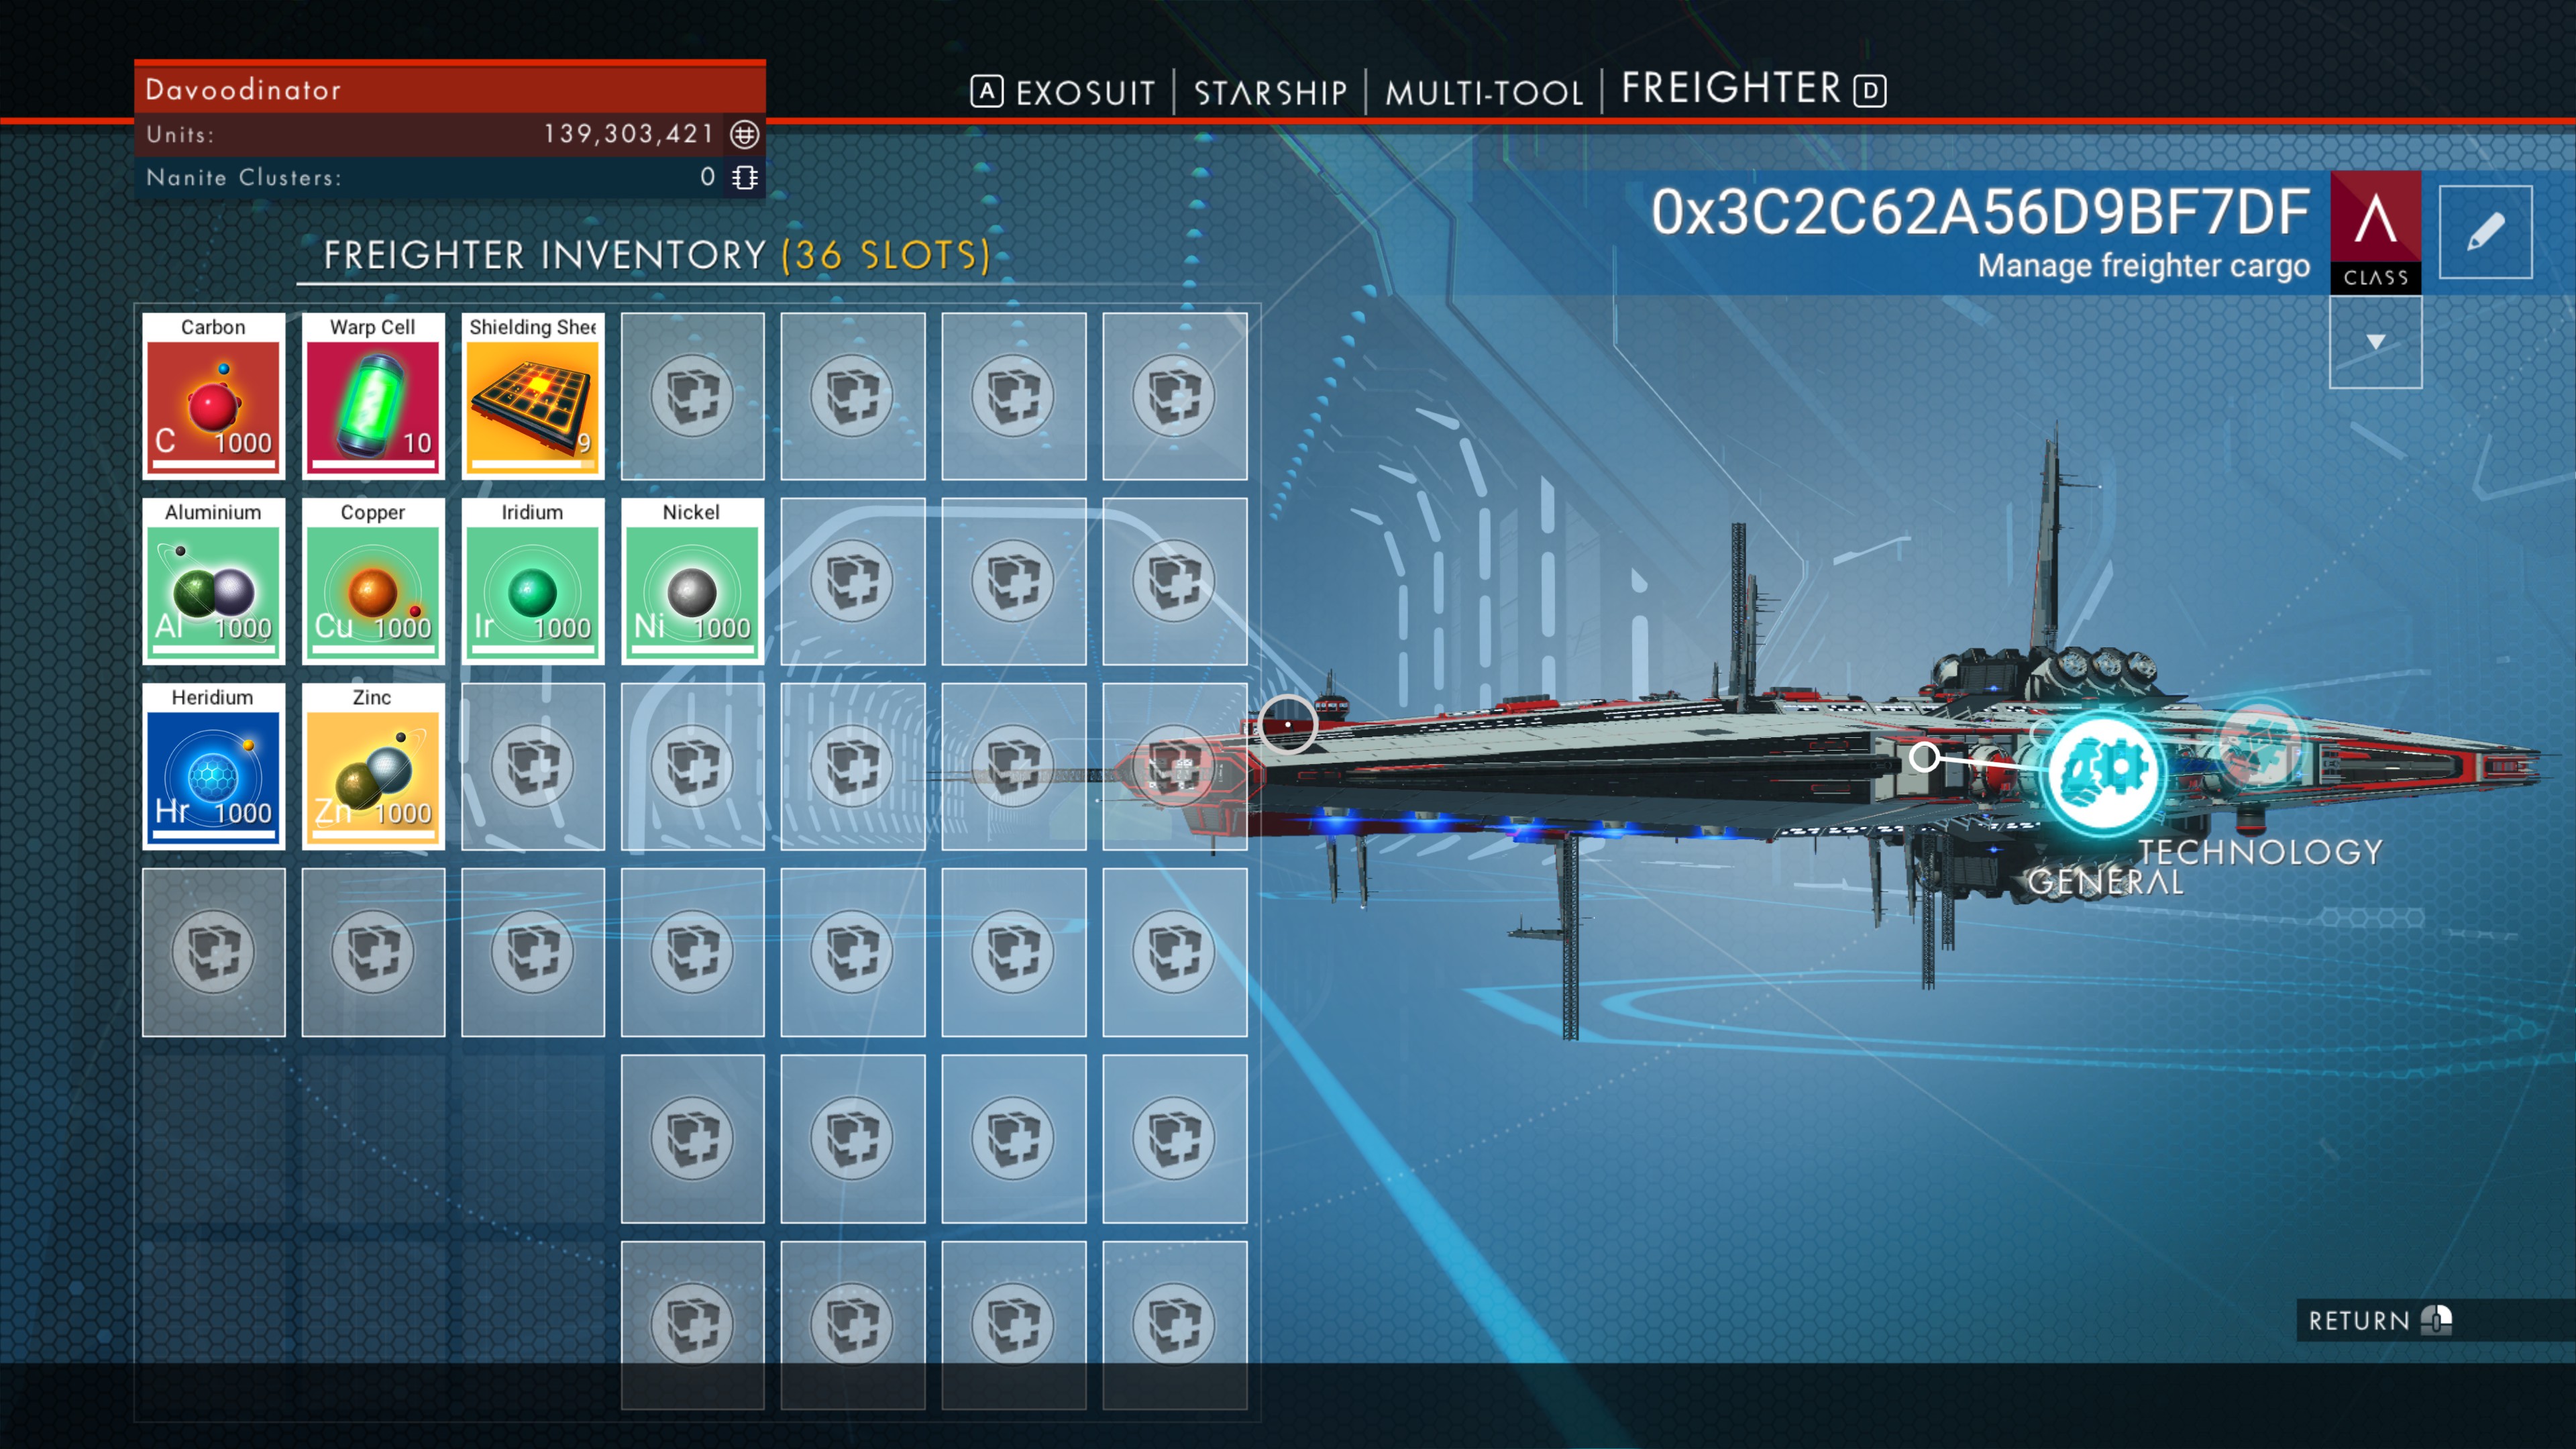 Davoodinator
Units: 139,303,421
Nanite Clusters: 0
A EXOSUIT | STARSHIP | MULTI-TOOL | FREIGHTER D
0x3C2C62A56D9BF7DF
Manage freighter cargo
CLASS
FREIGHTER INVENTORY (36 SLOTS)
Carbon Warp Cell Shielding Shee
C 1000 10 9
Aluminium Copper Iridium Nickel
Al 1000 Cu 1000 Ir 1000 Ni 1000
Heridium Zinc
Hr 1000 Zn 1000
TECHNOLOGY
GENERAL
RETURN